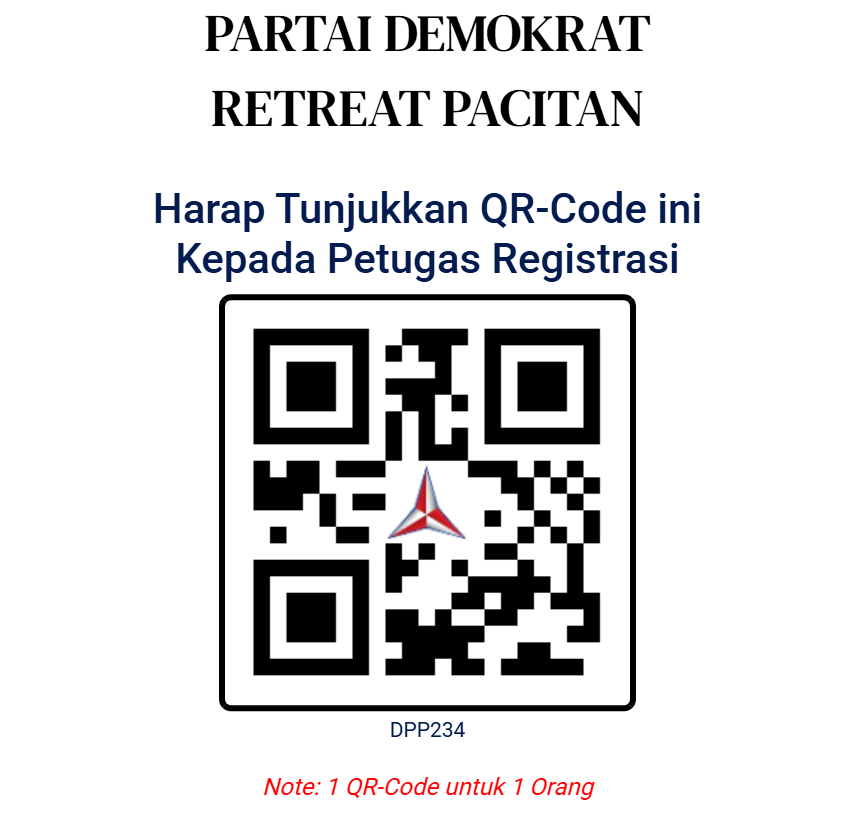 PARTAI DEMOKRAT
RETREAT PACITAN
Harap Tunjukkan QR-Code ini
Kepada Petugas Registrasi
DPP234
Note: 1 QR-Code untuk 1 Orang